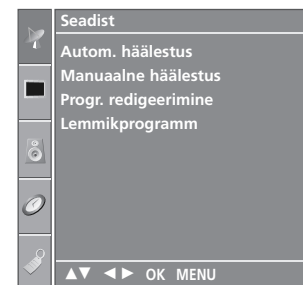 Seadist
Autom. häälestus
Manuaalne häälestus
Progr. redigeerimine
Lemmikprogramm
▲▼ ◄► OK MENU